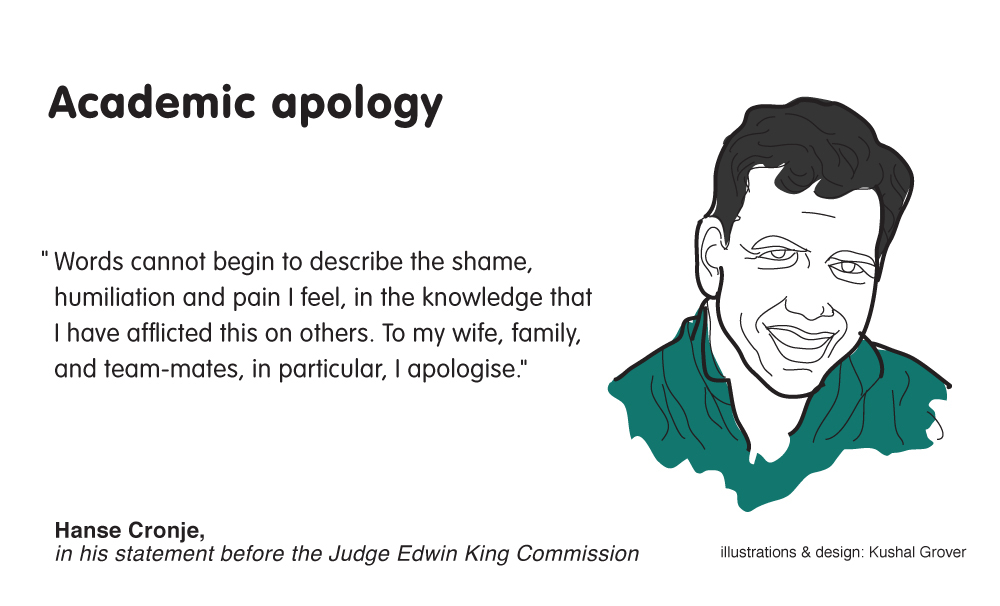 Academic apology
" Words cannot begin to describe the shame,
humiliation and pain I feel, in the knowledge that
I have afflicted this on others. To my wife, family,
and team-mates, in particular, I apologise."
Hanse Cronje,
in his statement before the Judge Edwin King Commission
illustrations & design: Kushal Grover